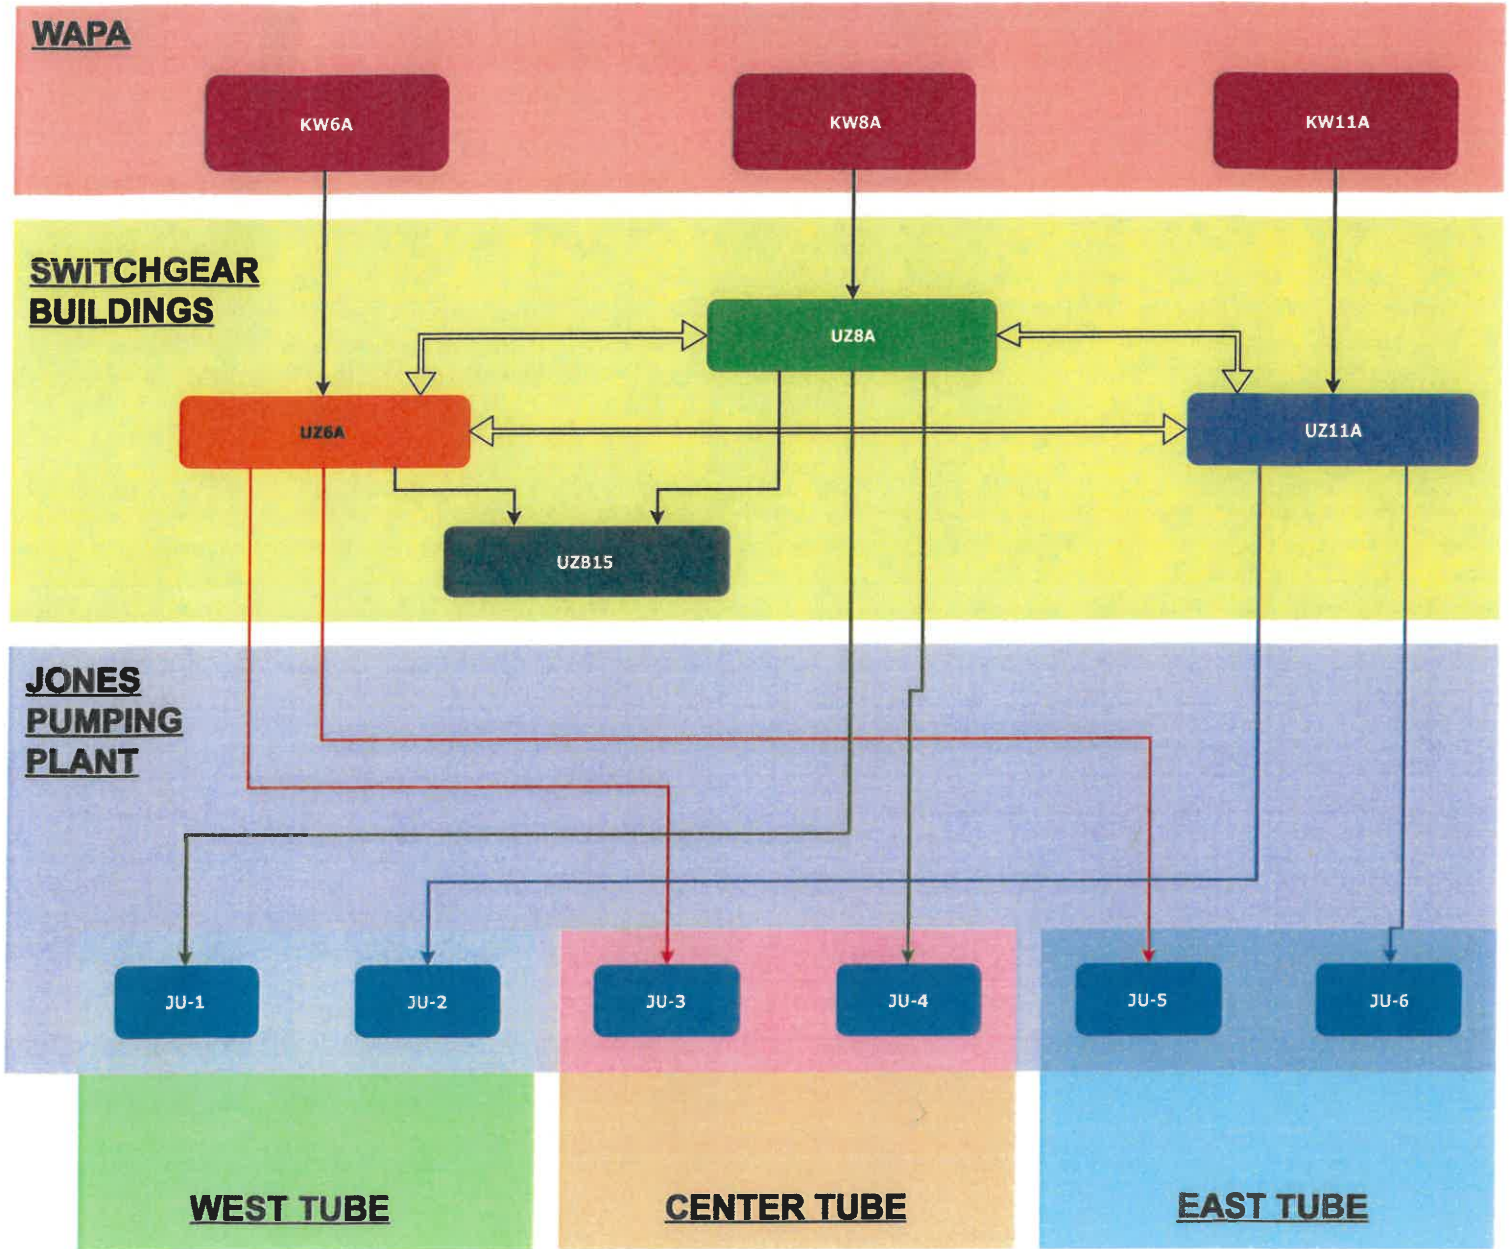 WAPA
KW6A
KW8A
KW11A
SWITCHGEAR
BUILDINGS
UZ8A
UZ6A
UZ11A
UZB15
JONES
PUMPING
PLANT
JU-1
JU-2
JU-3
JU-4
JU-5
JU-6
WEST TUBE
CENTER TUBE
EAST TUBE